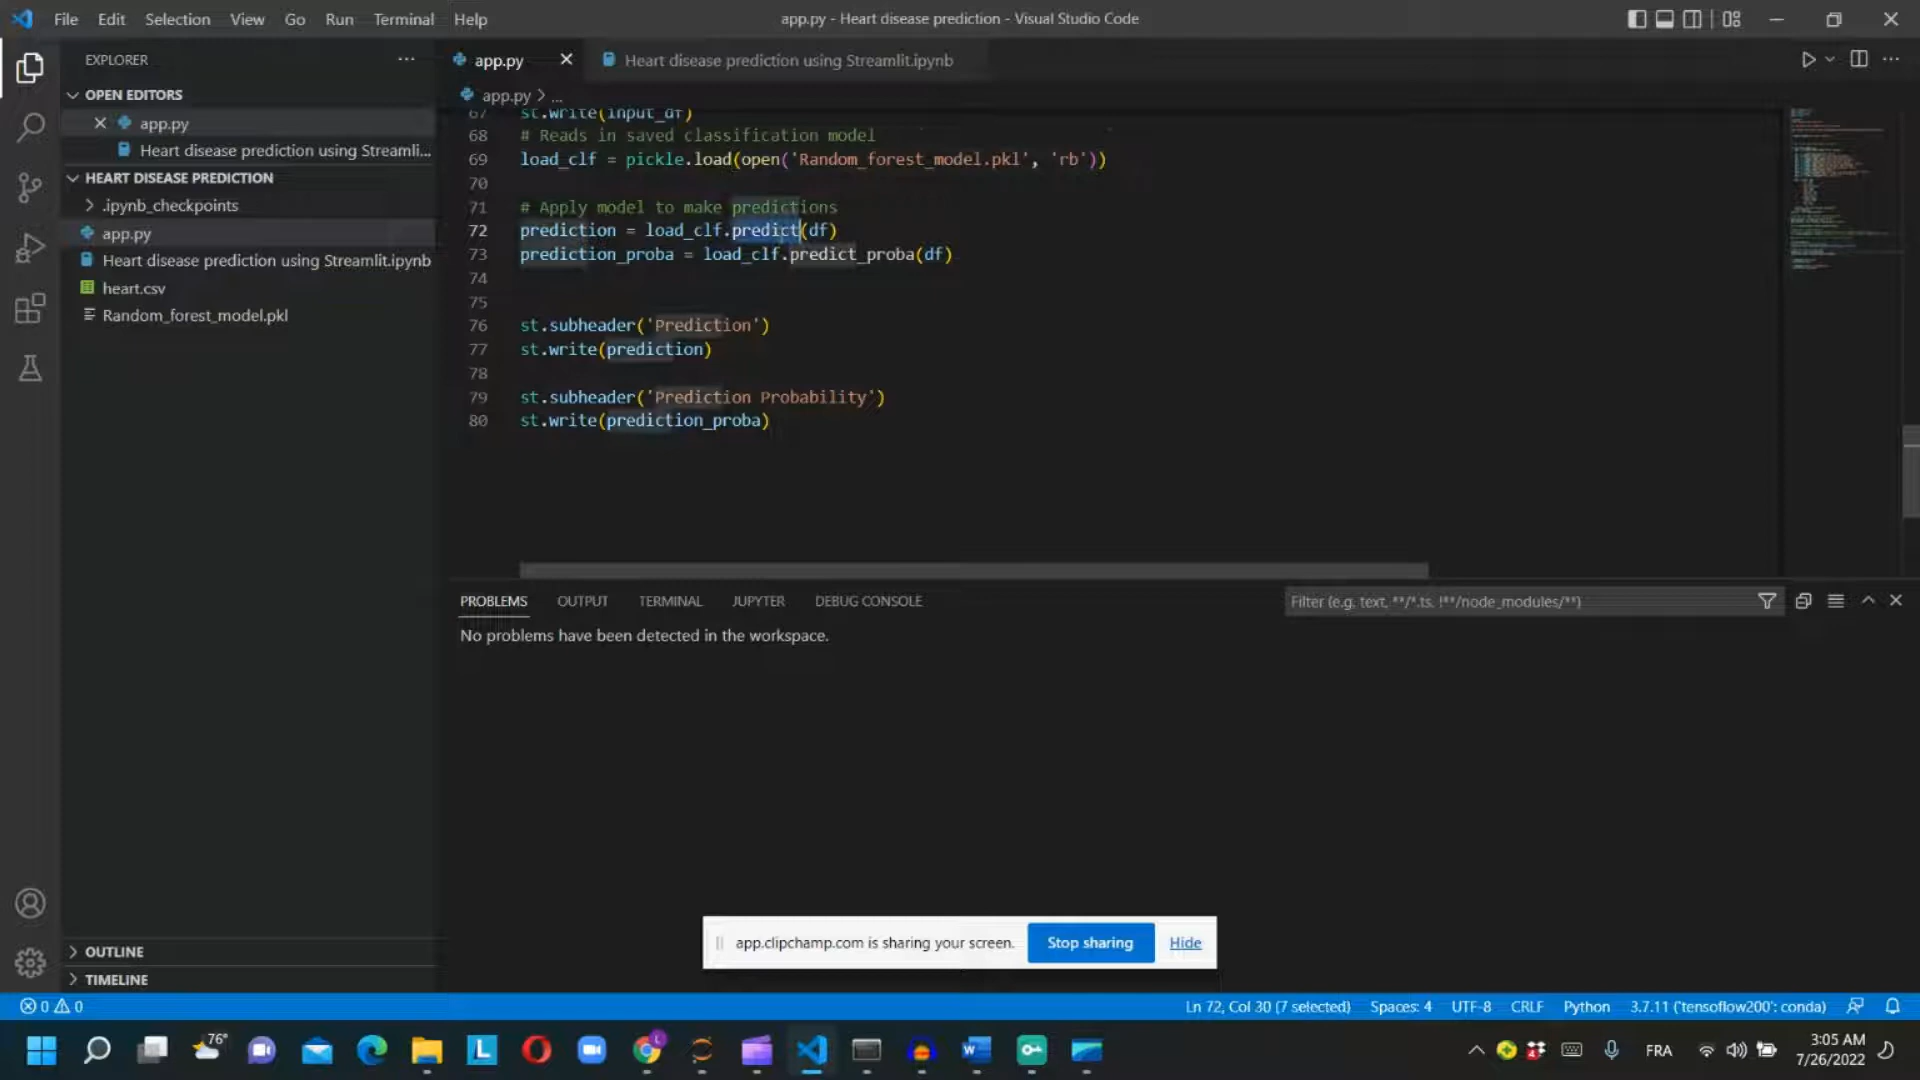 File Edit Selection View Go Run Terminal Help
app.py - Heart disease prediction - Visual Studio Code
EXPLORER
app.py
Heart disease prediction using Streamlit.ipynb
OPEN EDITORS
app.py > ...
app.py
Heart disease prediction using Streamli...
HEART DISEASE PREDICTION
.ipynb_checkpoints
app.py
Heart disease prediction using Streamlit.ipynb
heart.csv
Random_forest_model.pkl
67 st.write(input_df)
68 # Reads in saved classification model
69 load_clf = pickle.load(open('Random_forest_model.pkl', 'rb'))
70
71 # Apply model to make predictions
72 prediction = load_clf.predict(df)
73 prediction_proba = load_clf.predict_proba(df)
74
75
76 st.subheader('Prediction')
77 st.write(prediction)
78
79 st.subheader('Prediction Probability')
80 st.write(prediction_proba)
PROBLEMS OUTPUT TERMINAL JUPYTER DEBUG CONSOLE
Filter (e.g. text, **/*.ts, !**/node_modules/**)
No problems have been detected in the workspace.
app.clipchamp.com is sharing your screen. Stop sharing Hide
OUTLINE
TIMELINE
0 0
Ln 72, Col 30 (7 selected) Spaces: 4 UTF-8 CRLF Python 3.7.11 ('tensoflow200': conda)
76°
L
FRA
3:05 AM
7/26/2022